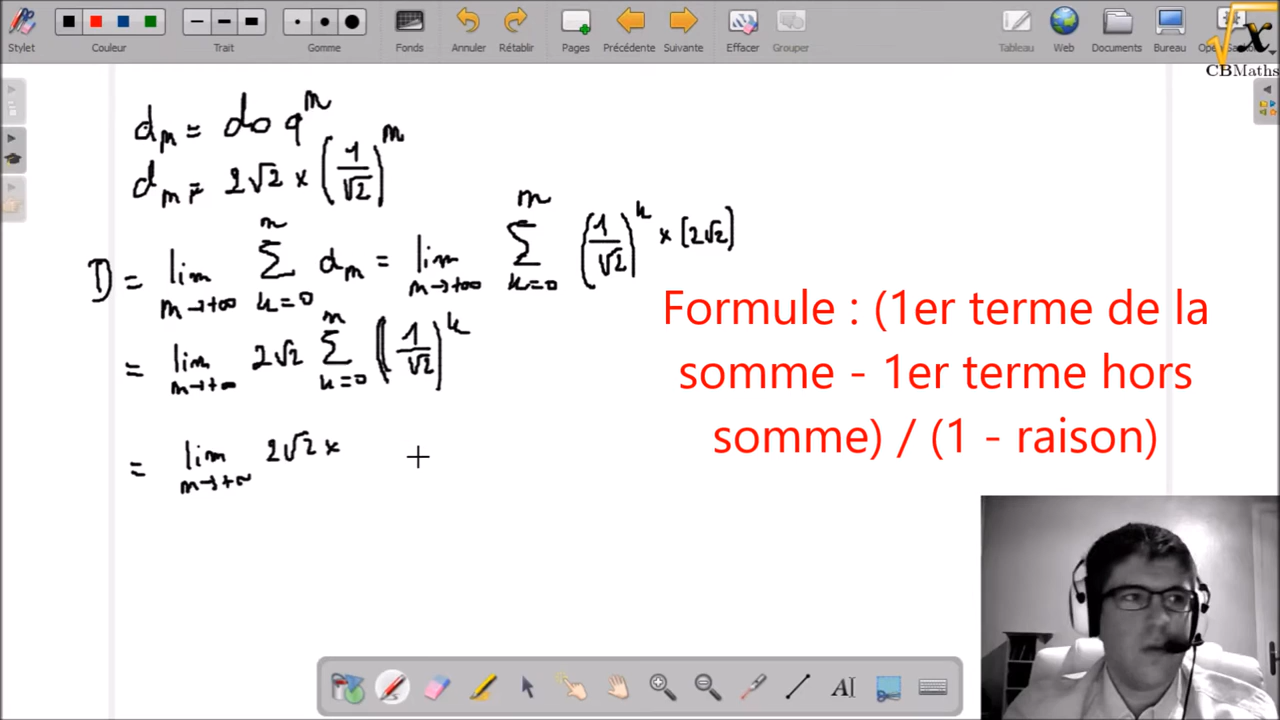 Stylet Couleur Trait Gomme Fonds Annuler Rétablir Pages Précédente Suivante Effacer Grouper Tableau Web Documents Bureau
√x
CBMaths
dₙ = d₀ qⁿ
dₙ = 2√2 × (1/√2)ⁿ
D = lim n→+∞ Σ k=0 n dₙ = lim n→+∞ Σ k=0 n (1/√2)ᵏ × (2√2)
= lim n→+∞ 2√2 Σ k=0 n (1/√2)ᵏ
= lim n→+∞ 2√2 ×
Formule : (1er terme de la
somme - 1er terme hors
somme) / (1 - raison)